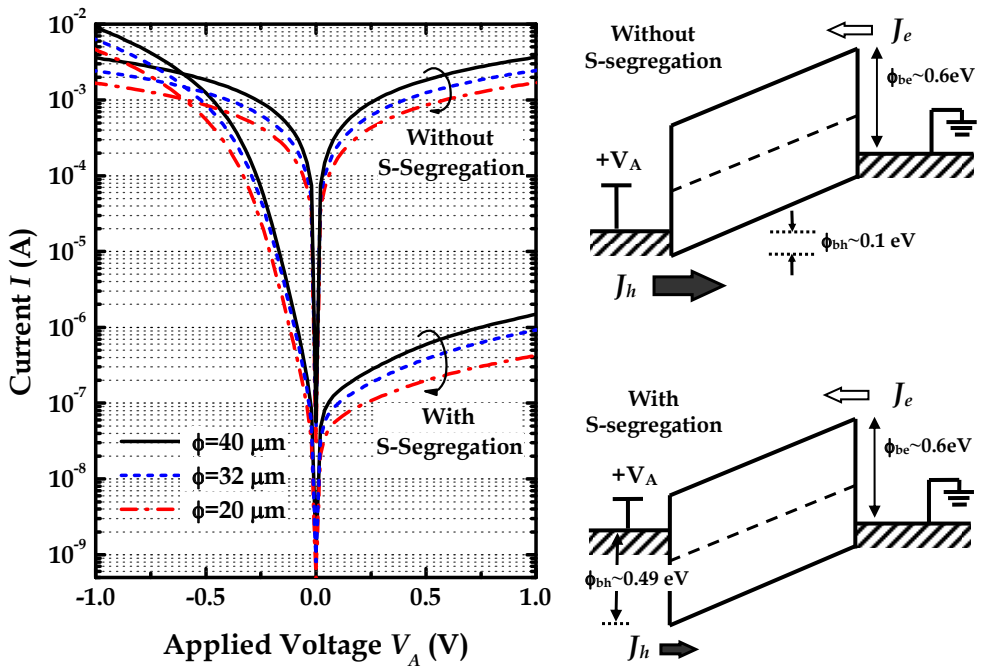 10⁻²
10⁻³
10⁻⁴
10⁻⁵
10⁻⁶
10⁻⁷
10⁻⁸
10⁻⁹
Current I (A)
Without
S-Segregation
With
S-Segregation
ϕ=40 μm
ϕ=32 μm
ϕ=20 μm
-1.0 -0.5 0.0 0.5 1.0
Applied Voltage V_A (V)
Without
S-segregation
J_e
ϕ_be~0.6eV
+V_A
ϕ_bh~0.1 eV
J_h
With
S-segregation
J_e
ϕ_be~0.6eV
+V_A
ϕ_bh~0.49 eV
J_h